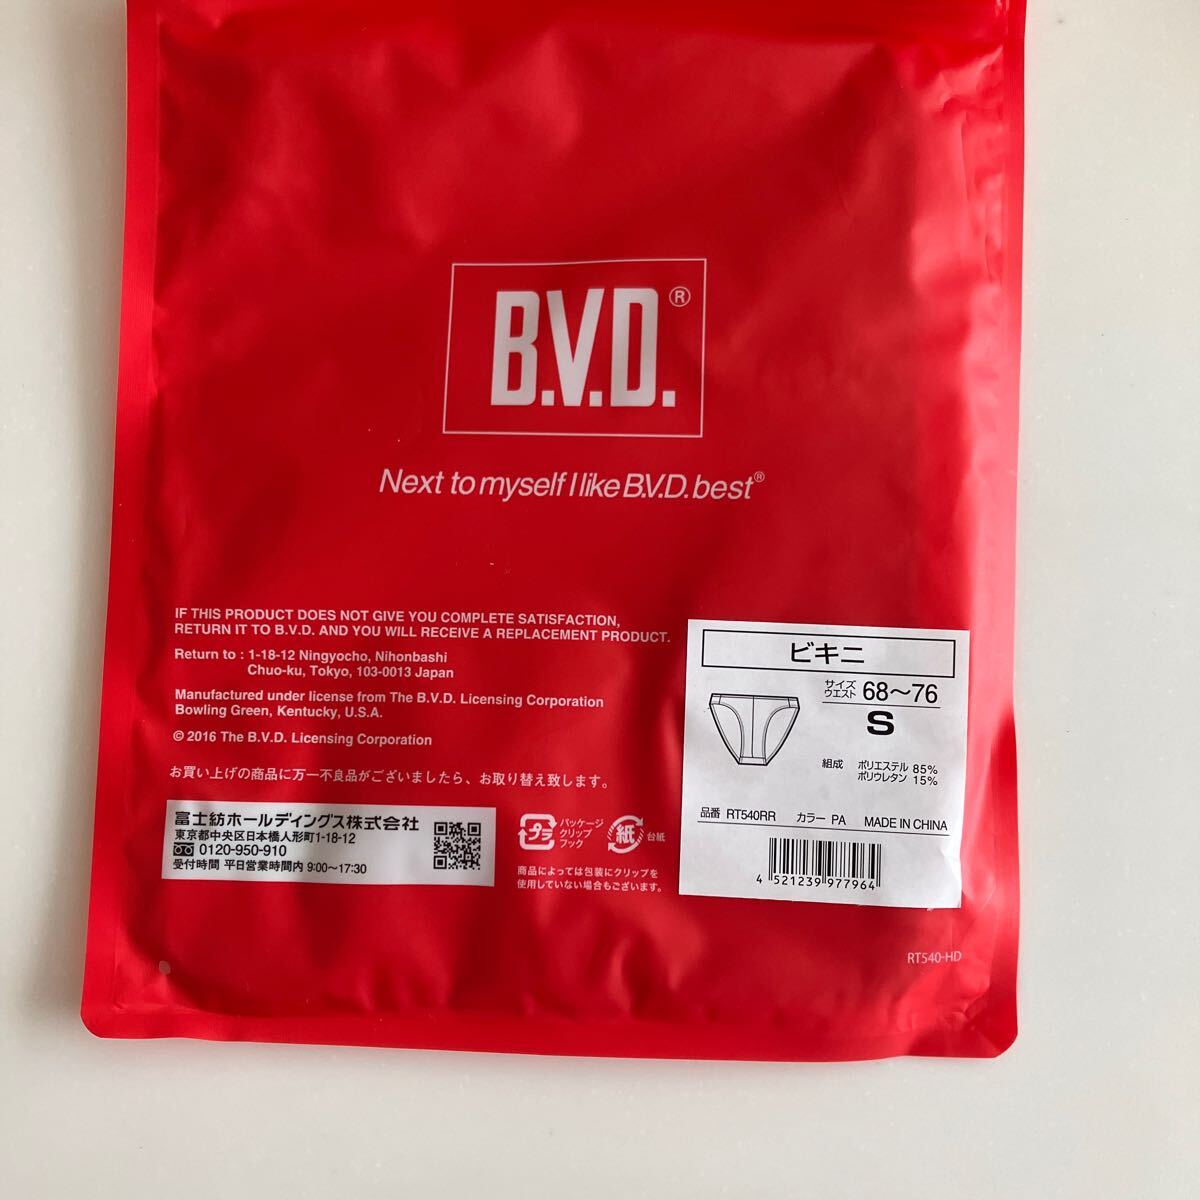 B.V.D.®
Next to myself I like B.V.D. best®
IF THIS PRODUCT DOES NOT GIVE YOU COMPLETE SATISFACTION,
RETURN IT TO B.V.D. AND YOU WILL RECEIVE A REPLACEMENT PRODUCT.
Return to : 1-18-12 Ningyocho, Nihonbashi
Chuo-ku, Tokyo, 103-0013 Japan
Manufactured under license from The B.V.D. Licensing Corporation
Bowling Green, Kentucky, U.S.A.
© 2016 The B.V.D. Licensing Corporation
お買い上げの商品に万一不良品がございましたら、お取り替え致します。
富士紡ホールディングス株式会社
東京都中央区日本橋人形町1-18-12
0120-950-910
受付時間 平日営業時間内 9:00〜17:30
プラ
パッケージ
クリップ
フック
紙
台紙
商品によっては包装にクリップを
使用していない場合もございます。
ビキニ
サイズ
ウエスト 68〜76
S
組成 ポリエステル 85%
ポリウレタン 15%
品番 RT540RR カラー PA MADE IN CHINA
4 521239 977964
RT540-HD